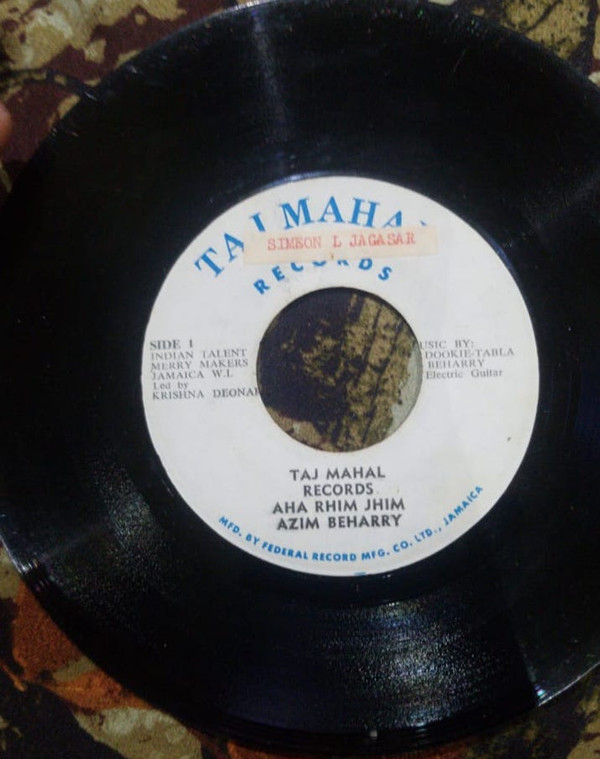 TAJ MAHA
SIMEON L JAGASAR
RECORDS
SIDE 1
INDIAN TALENT
MERRY MAKERS
JAMAICA W.I.
Led by
KRISHNA DEONA
USIC BY:
DOOKIE-TABLA
BEHARRY
Electric Guitar
TAJ MAHAL
RECORDS
AHA RHIM JHIM
AZIM BEHARRY
MFD. BY FEDERAL RECORD MFG. CO. LTD., JAMAICA